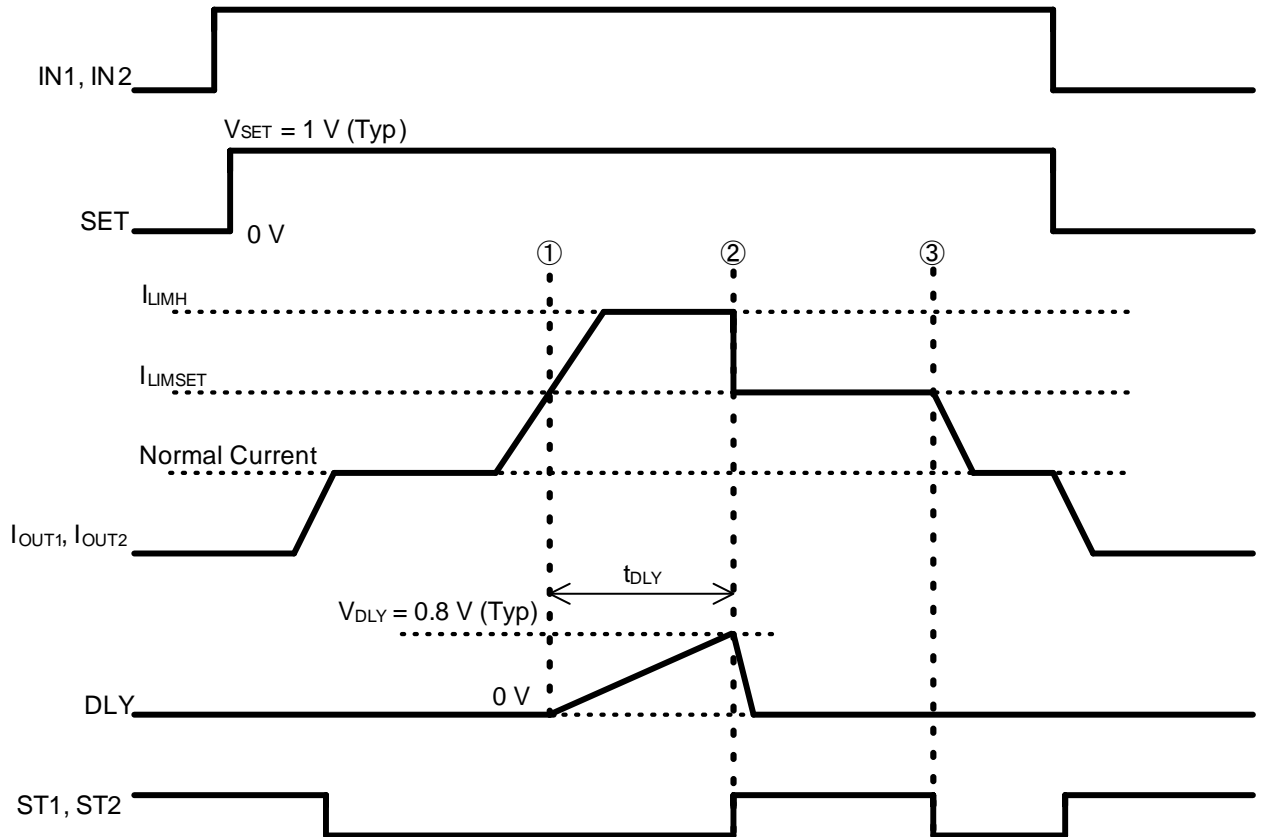 IN1, IN2
VSET = 1 V (Typ)
SET
0 V
① ② ③
ILIMH
ILIMSET
Normal Current
IOUT1, IOUT2
tDLY
VDLY = 0.8 V (Typ)
0 V
DLY
ST1, ST2